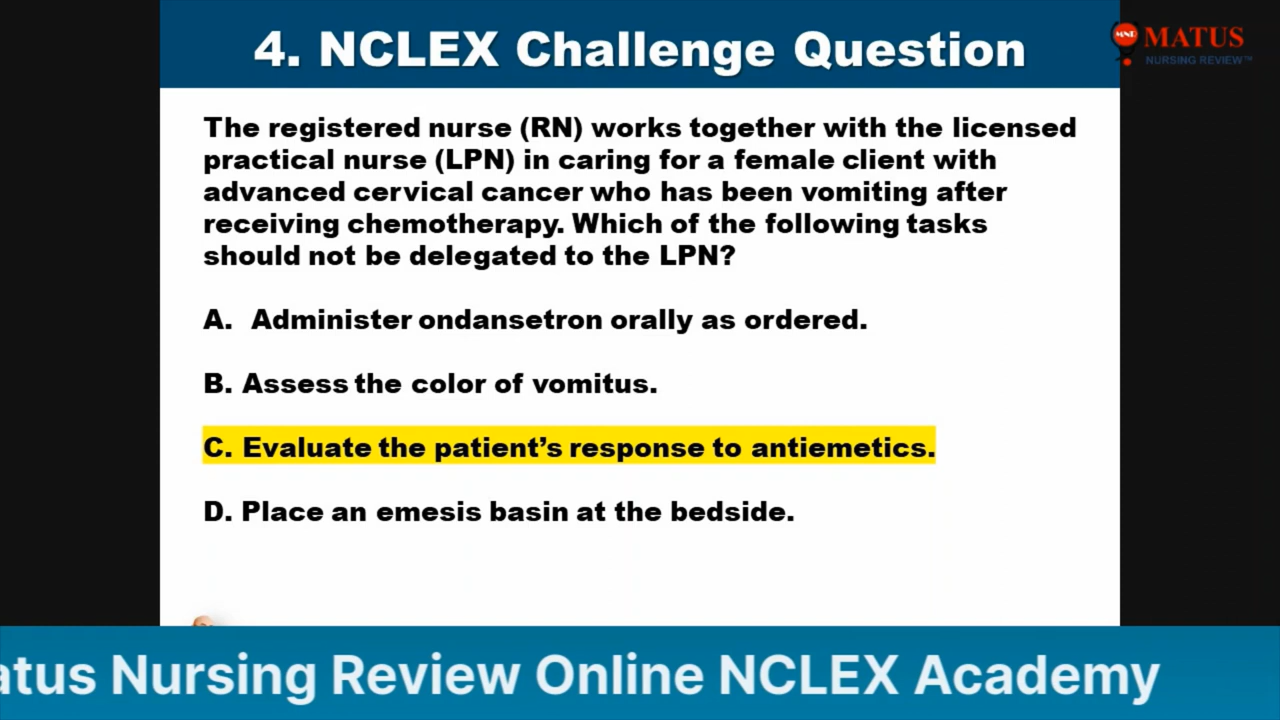 4. NCLEX Challenge Question
MATUS
NURSING REVIEW™
The registered nurse (RN) works together with the licensed
practical nurse (LPN) in caring for a female client with
advanced cervical cancer who has been vomiting after
receiving chemotherapy. Which of the following tasks
should not be delegated to the LPN?
A. Administer ondansetron orally as ordered.
B. Assess the color of vomitus.
C. Evaluate the patient’s response to antiemetics.
D. Place an emesis basin at the bedside.
atus Nursing Review Online NCLEX Academy